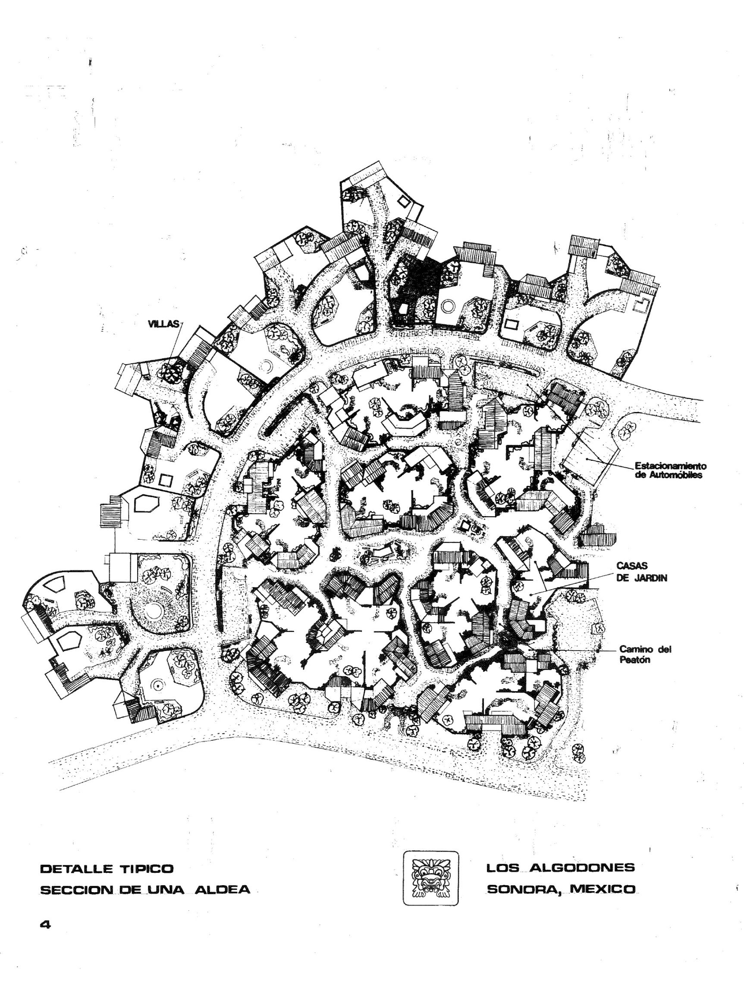 VILLAS
Estacionamiento
de Automóbiles
CASAS
DE JARDIN
Camino del
Peatón
DETALLE TIPICO
SECCION DE UNA ALDEA
LOS ALGODONES
SONORA, MEXICO
4